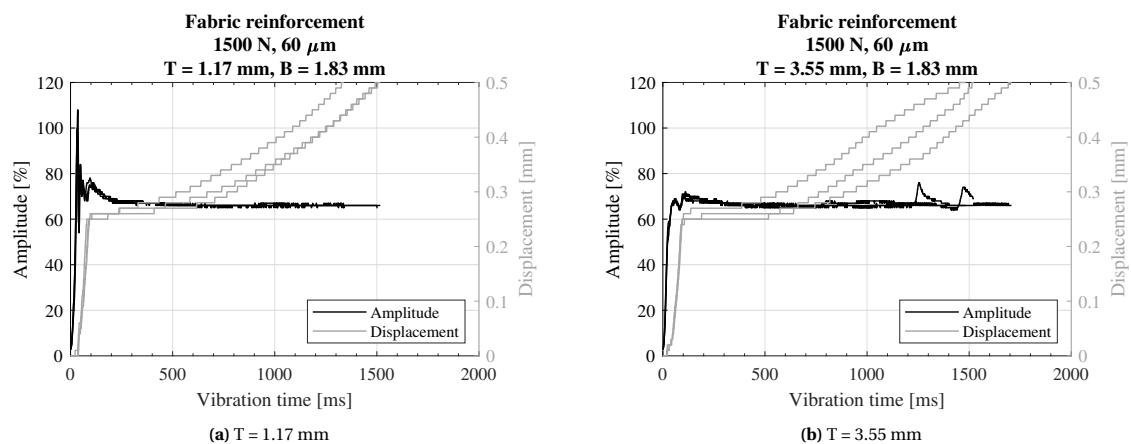 Fabric reinforcement
1500 N, 60 μm
T = 1.17 mm, B = 1.83 mm
120
100
80
60
40
20
0
Amplitude [%]
0.5
0.4
0.3
0.2
0.1
0
Displacement [mm]
Amplitude
Displacement
0 500 1000 1500 2000
Vibration time [ms]
(a) T = 1.17 mm
Fabric reinforcement
1500 N, 60 μm
T = 3.55 mm, B = 1.83 mm
120
100
80
60
40
20
0
Amplitude [%]
0.5
0.4
0.3
0.2
0.1
0
Displacement [mm]
Amplitude
Displacement
0 500 1000 1500 2000
Vibration time [ms]
(b) T = 3.55 mm